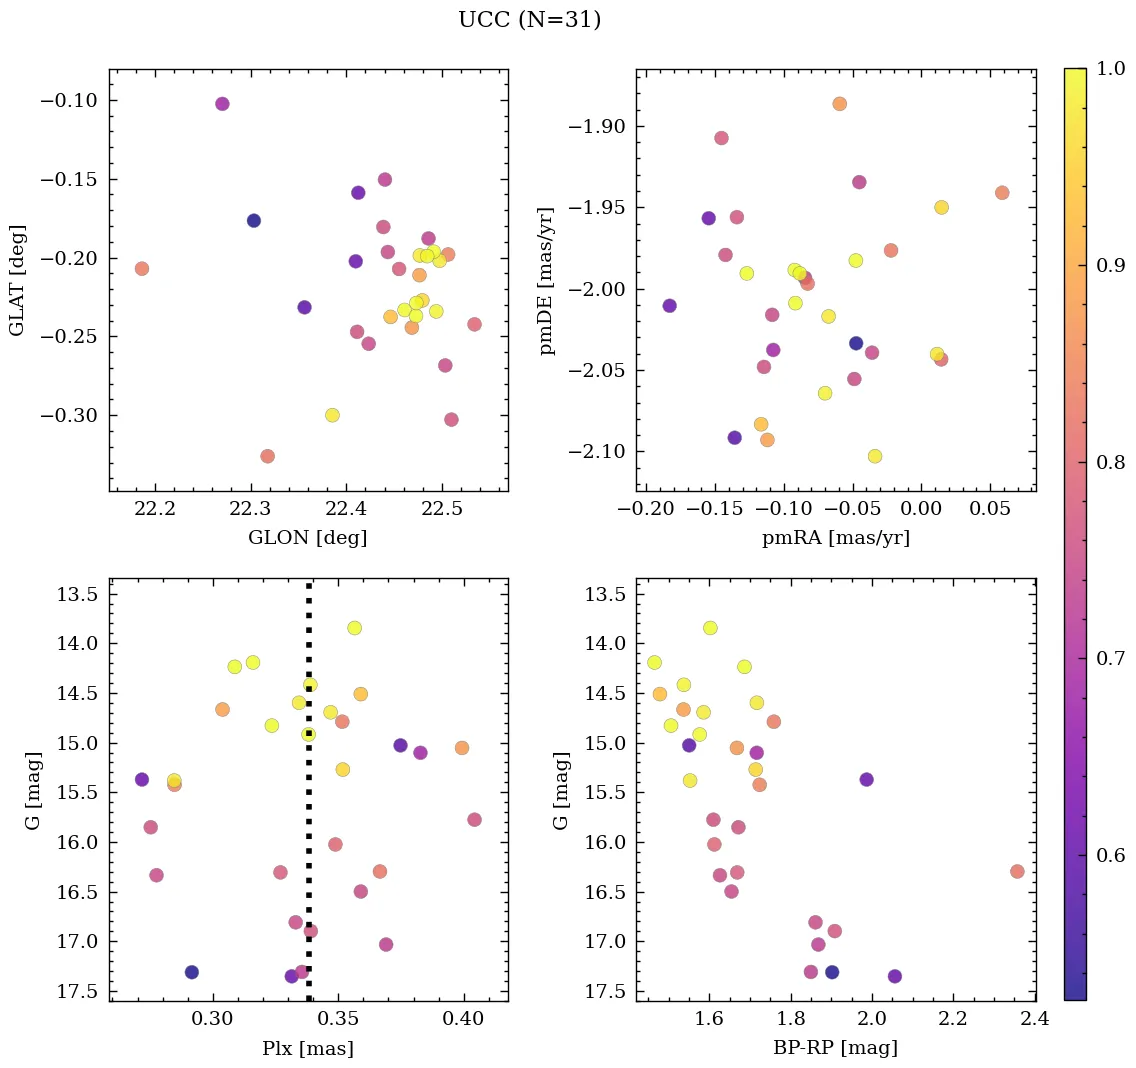 UCC (N=31)
−0.10
−0.15
−0.20
−0.25
−0.30
GLAT [deg]
22.2 22.3 22.4 22.5
GLON [deg]
−1.90
−1.95
−2.00
−2.05
−2.10
pmDE [mas/yr]
−0.20 −0.15 −0.10 −0.05 0.00 0.05
pmRA [mas/yr]
13.5
14.0
14.5
15.0
15.5
16.0
16.5
17.0
17.5
G [mag]
0.30 0.35 0.40
Plx [mas]
13.5
14.0
14.5
15.0
15.5
16.0
16.5
17.0
17.5
G [mag]
1.6 1.8 2.0 2.2 2.4
BP-RP [mag]
1.0
0.9
0.8
0.7
0.6